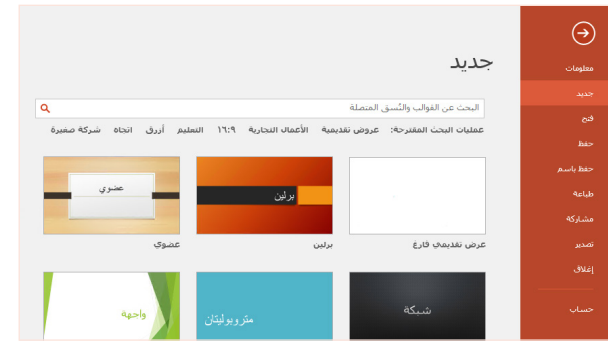 معلومات
جديد
فتح
حفظ
حفظ باسم
طباعة
مشاركة
تصدير
إغلاق
حساب
جديد
البحث عن القوالب والنُسق المتصلة
عمليات البحث المقترحة: عروض تقديمية الأعمال التجارية ١٦:٩ التعليم أزرق اتجاه شركة صغيرة
برلين
عضوي
عرض تقديمي فارغ
برلين
عضوي
شبكة
متروبوليتان
واجهة